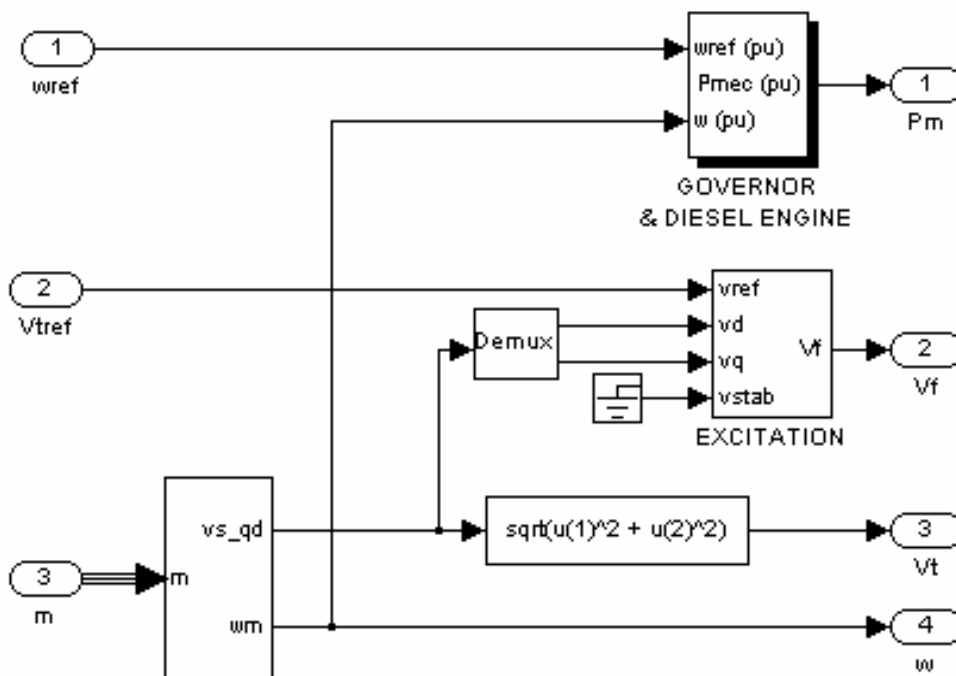 1
wref
wref (pu)
Pmec (pu)
w (pu)
GOVERNOR
& DIESEL ENGINE
1
Pm
2
Vtref
Demux
vref
vd
vq
vstab
Vf
EXCITATION
2
Vf
3
m
m
vs_qd
wm
sqrt(u(1)^2 + u(2)^2)
3
Vt
4
w